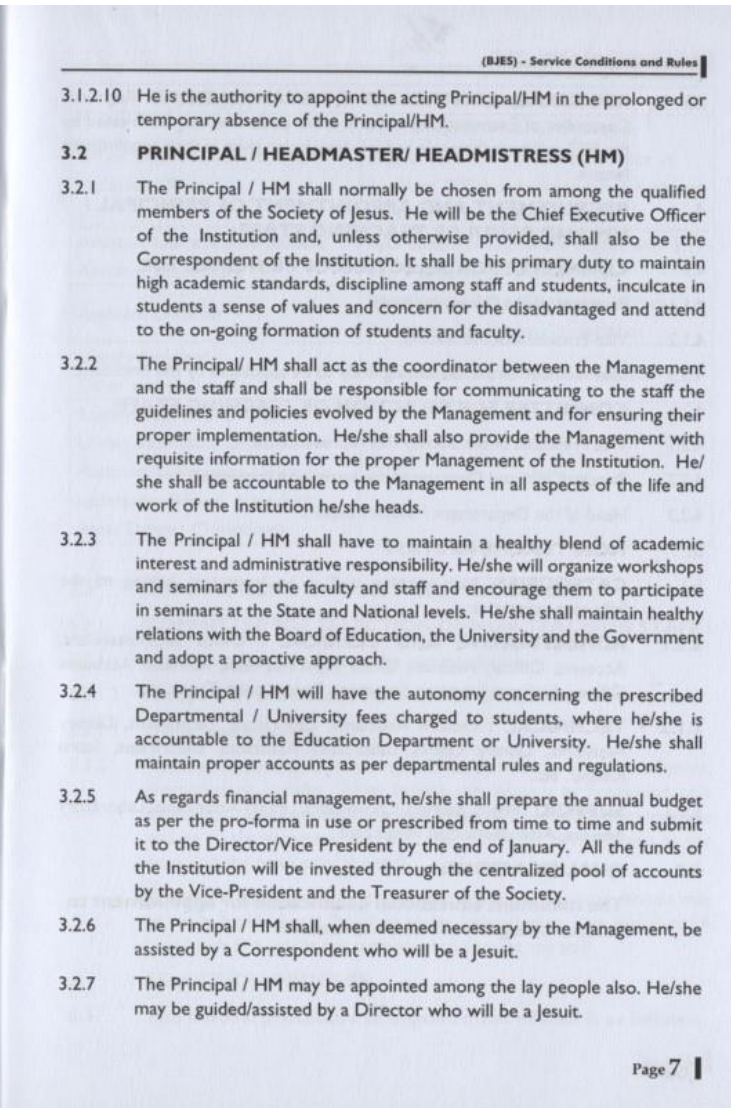 (BJES) - Service Conditions and Rules
3.1.2.10 He is the authority to appoint the acting Principal/HM in the prolonged or
temporary absence of the Principal/HM.
3.2 PRINCIPAL / HEADMASTER/ HEADMISTRESS (HM)
3.2.1 The Principal / HM shall normally be chosen from among the qualified
members of the Society of Jesus. He will be the Chief Executive Officer
of the Institution and, unless otherwise provided, shall also be the
Correspondent of the Institution. It shall be his primary duty to maintain
high academic standards, discipline among staff and students, inculcate in
students a sense of values and concern for the disadvantaged and attend
to the on-going formation of students and faculty.
3.2.2 The Principal/ HM shall act as the coordinator between the Management
and the staff and shall be responsible for communicating to the staff the
guidelines and policies evolved by the Management and for ensuring their
proper implementation. He/she shall also provide the Management with
requisite information for the proper Management of the Institution. He/
she shall be accountable to the Management in all aspects of the life and
work of the Institution he/she heads.
3.2.3 The Principal / HM shall have to maintain a healthy blend of academic
interest and administrative responsibility. He/she will organize workshops
and seminars for the faculty and staff and encourage them to participate
in seminars at the State and National levels. He/she shall maintain healthy
relations with the Board of Education, the University and the Government
and adopt a proactive approach.
3.2.4 The Principal / HM will have the autonomy concerning the prescribed
Departmental / University fees charged to students, where he/she is
accountable to the Education Department or University. He/she shall
maintain proper accounts as per departmental rules and regulations.
3.2.5 As regards financial management, he/she shall prepare the annual budget
as per the pro-forma in use or prescribed from time to time and submit
it to the Director/Vice President by the end of January. All the funds of
the Institution will be invested through the centralized pool of accounts
by the Vice-President and the Treasurer of the Society.
3.2.6 The Principal / HM shall, when deemed necessary by the Management, be
assisted by a Correspondent who will be a Jesuit.
3.2.7 The Principal / HM may be appointed among the lay people also. He/she
may be guided/assisted by a Director who will be a Jesuit.
Page 7